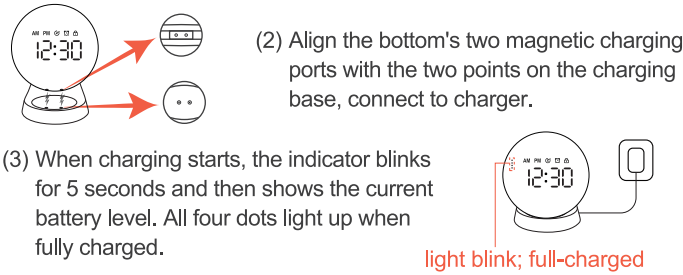 AM PM
12:30
(2) Align the bottom's two magnetic charging
ports with the two points on the charging
base, connect to charger.
(3) When charging starts, the indicator blinks
for 5 seconds and then shows the current
battery level. All four dots light up when
fully charged.
AM PM
12:30
light blink; full-charged